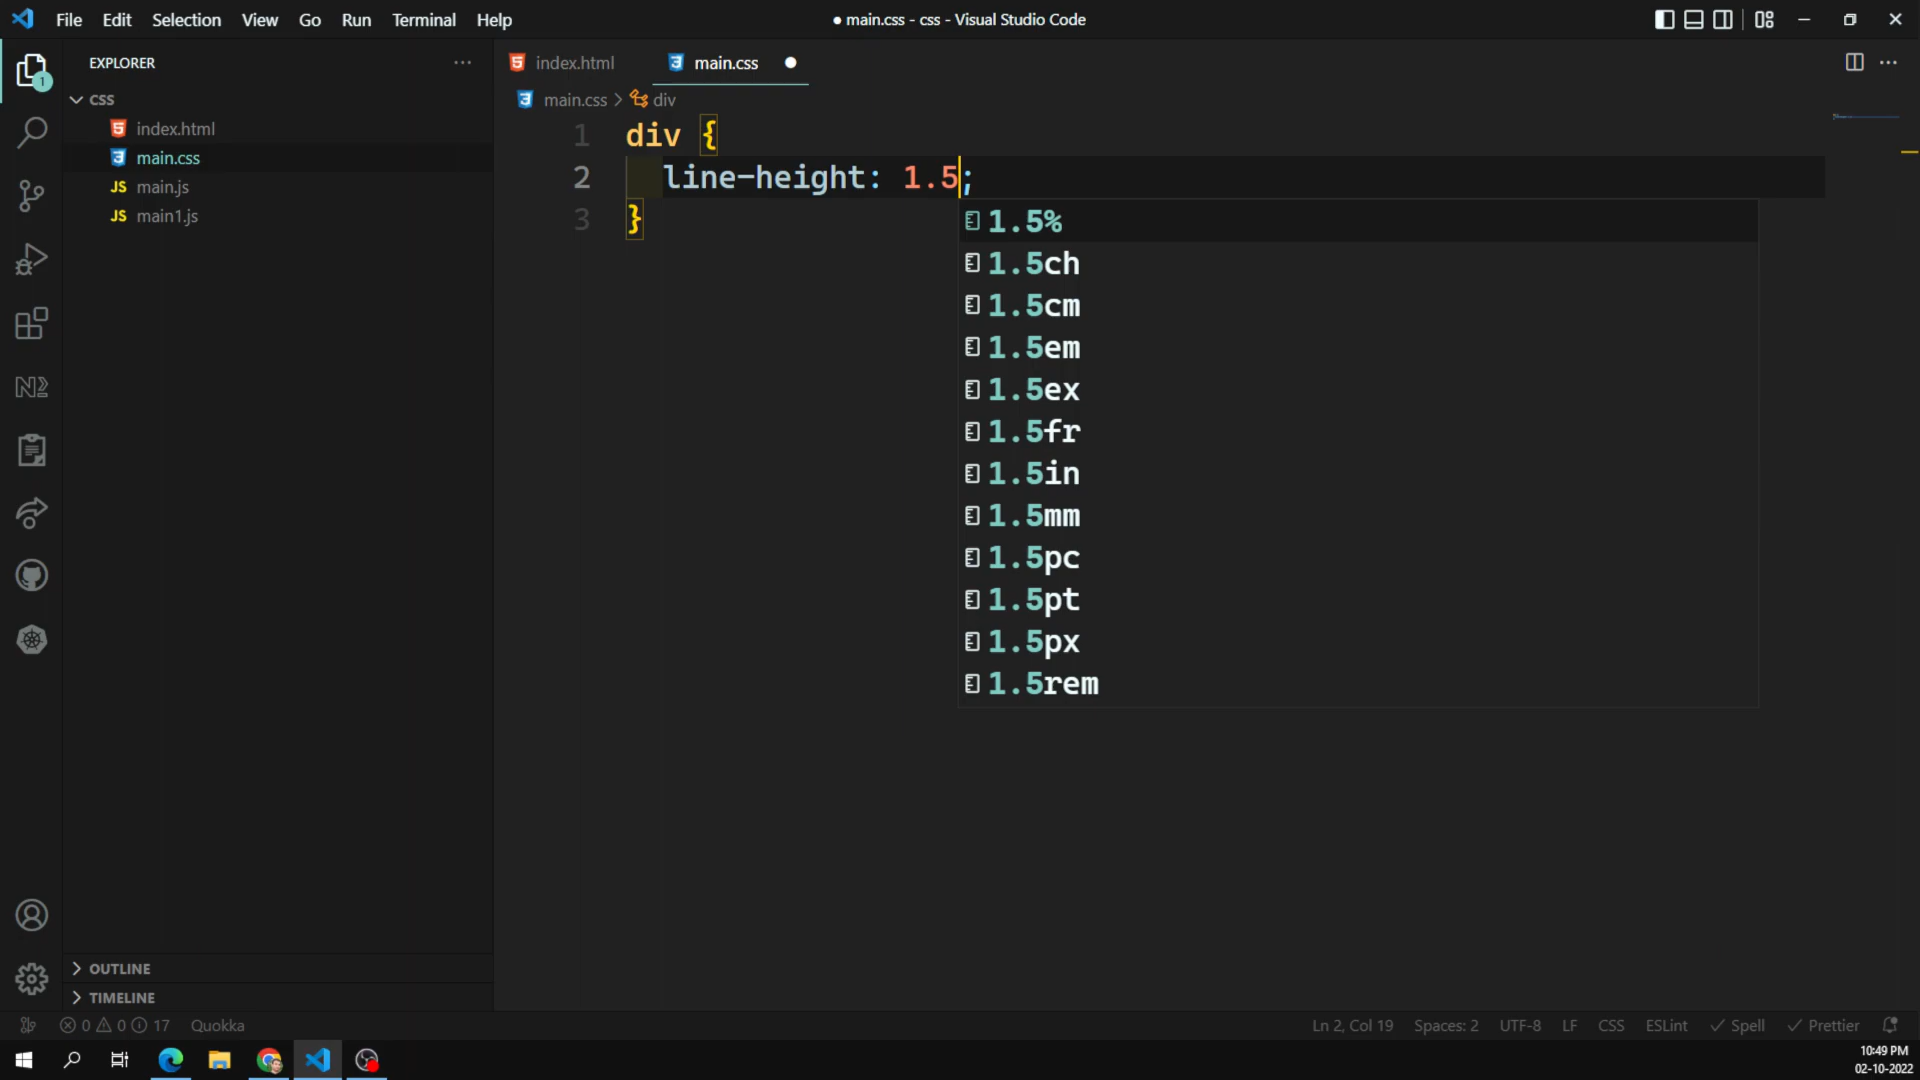 File Edit Selection View Go Run Terminal Help
● main.css - css - Visual Studio Code
EXPLORER
CSS
index.html
main.css
JS main.js
JS main1.js
OUTLINE
TIMELINE
1
index.html
main.css
main.css > div
1 div {
2 line-height: 1.5;
3 }
1.5%
1.5ch
1.5cm
1.5em
1.5ex
1.5fr
1.5in
1.5mm
1.5pc
1.5pt
1.5px
1.5rem
0 0 17 Quokka
Ln 2, Col 19 Spaces: 2 UTF-8 LF CSS ESLint Spell Prettier
10:49 PM
02-10-2022